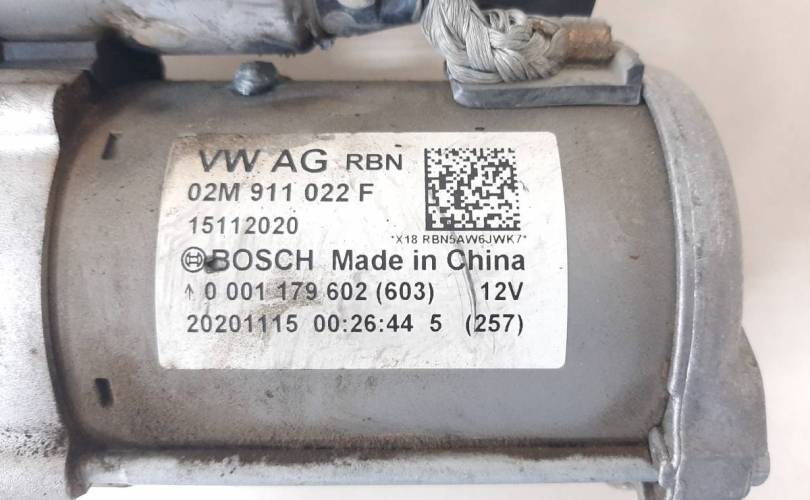 VW AG RBN
02M 911 022 F
15112020
*X18 RBN5AW6JWK7*
BOSCH Made in China
↑ 0 001 179 602 (603) 12V
20201115 00:26:44 5 (257)